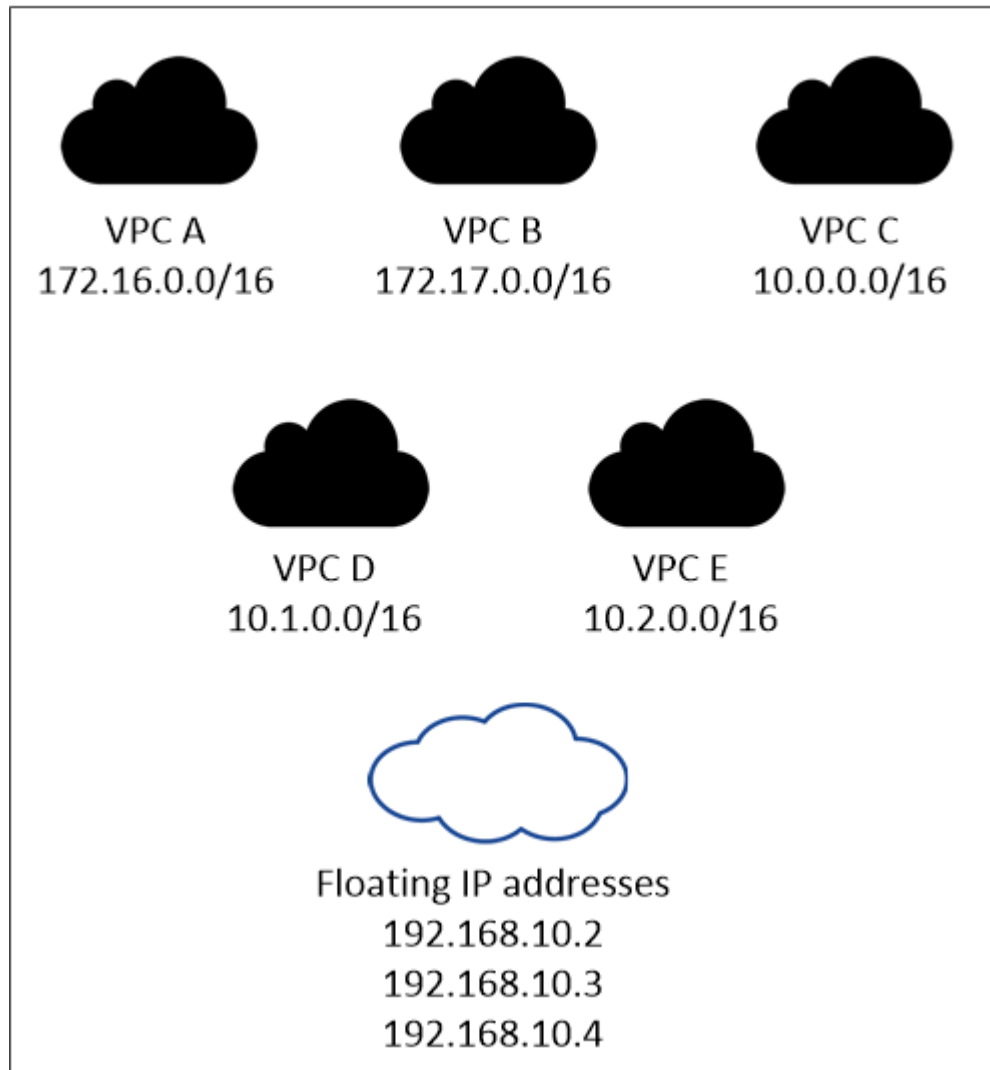 VPC A
172.16.0.0/16
VPC B
172.17.0.0/16
VPC C
10.0.0.0/16
VPC D
10.1.0.0/16
VPC E
10.2.0.0/16
Floating IP addresses
192.168.10.2
192.168.10.3
192.168.10.4